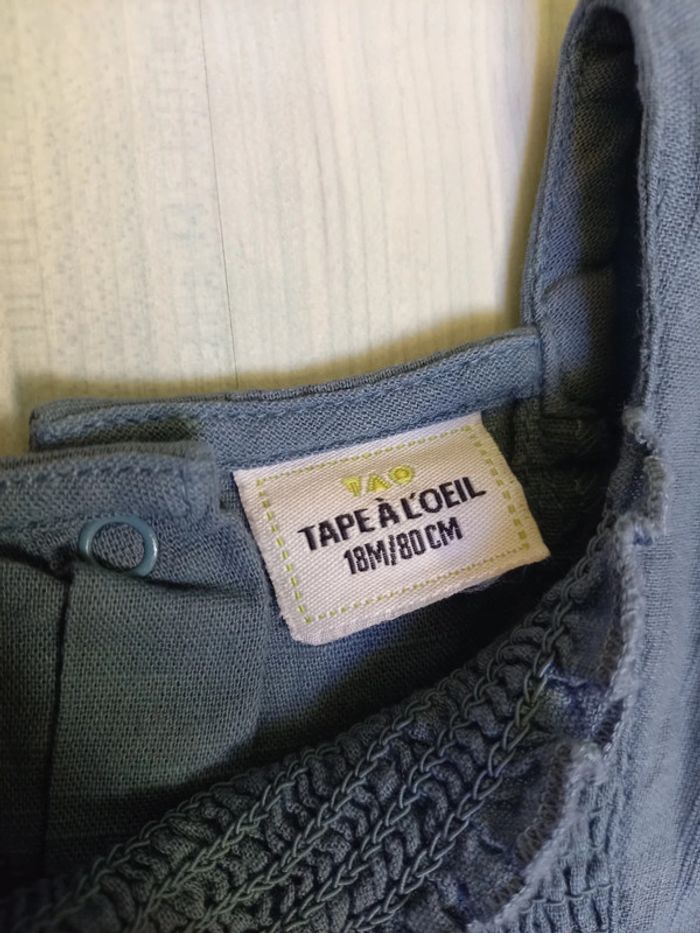 TAO
TAPE À L'OEIL
18M/80CM